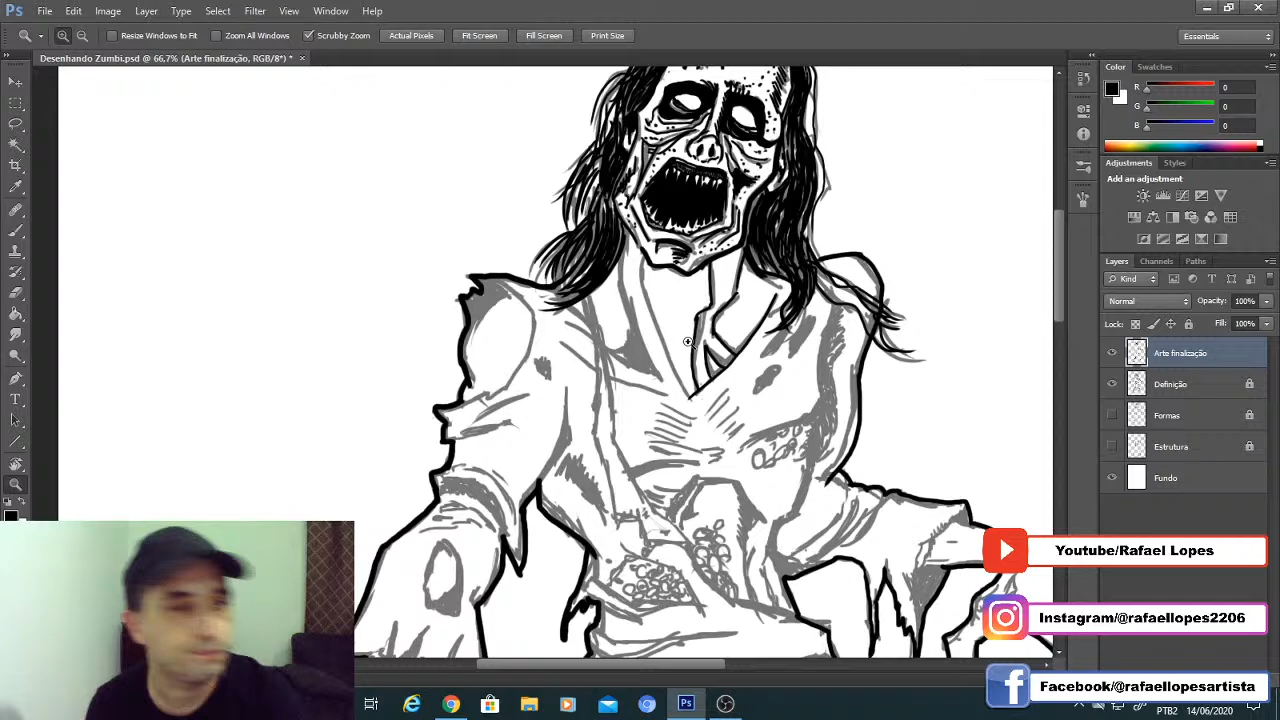 Ps File Edit Image Layer Type Select Filter Analysis View Window Help
Resize Windows to Fit Zoom All Windows Scrubby Zoom Actual Pixels Fit Screen Fill Screen Print Size Essentials
Desenhando Zumbi.psd @ 66,7% (Arte finalização, RGB/8*) * ×
Color Swatches
R 0
G 0
B 0
Adjustments Styles
Add an adjustment
Layers Channels Paths
Kind
Normal Opacity: 100%
Lock: Fill: 100%
Arte finalização
Definição
Formas
Estrutura
Fundo
Youtube/Rafael Lopes
Instagram/@rafaellopes2206
Facebook/@rafaellopesartista
Ps
PTB2 14/06/2020